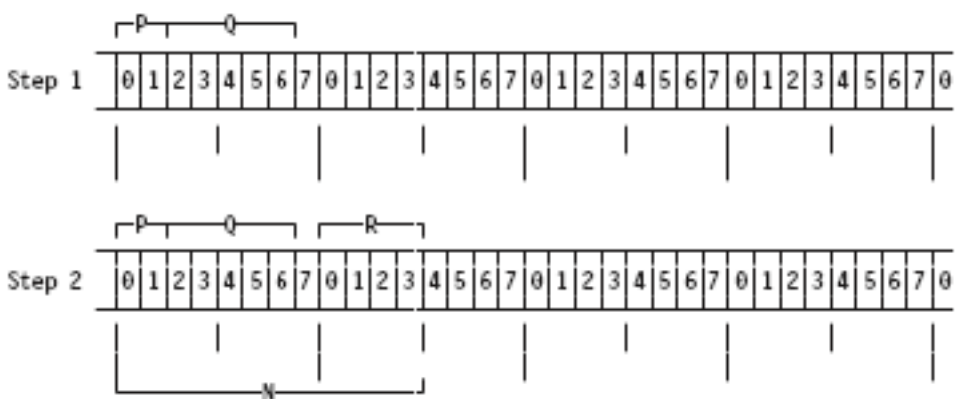 P Q
Step 1 0 1 2 3 4 5 6 7 0 1 2 3 4 5 6 7 0 1 2 3 4 5 6 7 0 1 2 3 4 5 6 7 0
P Q R
Step 2 0 1 2 3 4 5 6 7 0 1 2 3 4 5 6 7 0 1 2 3 4 5 6 7 0 1 2 3 4 5 6 7 0
N